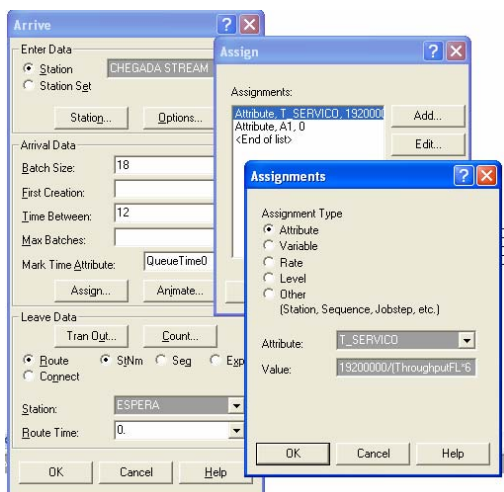 Arrive
Enter Data
Station
CHEGADA STREAM
Station Set
Station...
Options...
Arrival Data
Batch Size:
18
First Creation:
Time Between:
12
Max Batches:
Mark Time Attribute:
QueueTime0
Assign...
Animate...
Leave Data
Tran Out...
Count...
Route
StNm
Seg
Exp
Connect
Station:
ESPERA
Route Time:
0.
OK
Cancel
Help
Assign
Assignments:
Attribute, T_SERVICO, 1920000
Attribute, A1, 0
<End of list>
Add...
Edit...
Assignments
Assignment Type
Attribute
Variable
Rate
Level
Other
(Station, Sequence, Jobstep, etc.)
Attribute:
T_SERVICO
Value:
19200000/(ThroughputFL*6
OK
Cancel
Help